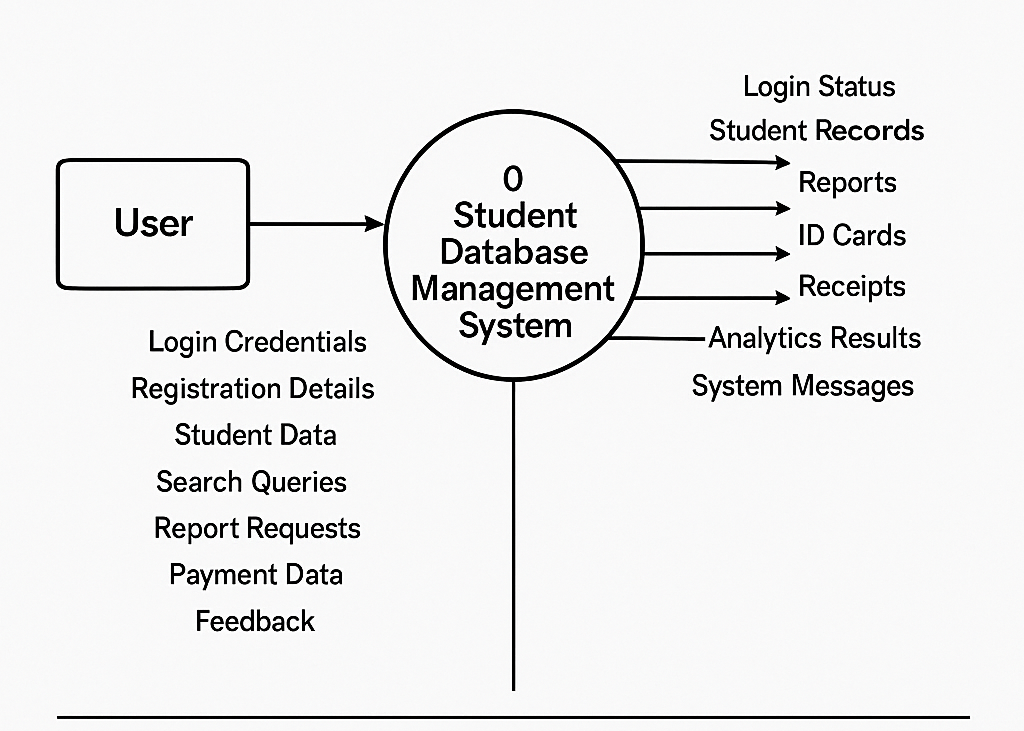 User
0
Student
Database
Management
System
Login Credentials
Registration Details
Student Data
Search Queries
Report Requests
Payment Data
Feedback
Login Status
Student Records
Reports
ID Cards
Receipts
Analytics Results
System Messages